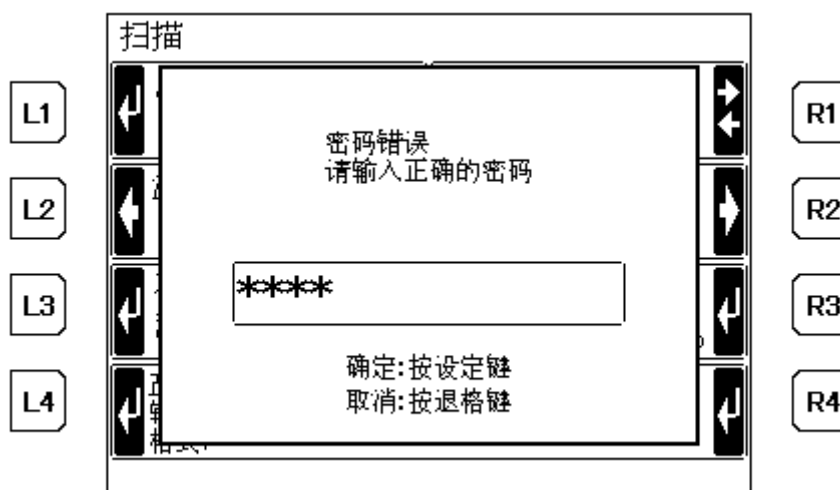 扫描
L1
R1
密码错误
请输入正确的密码
L2
R2
****
L3
R3
确定:按设定键
取消:按退格键
L4
R4